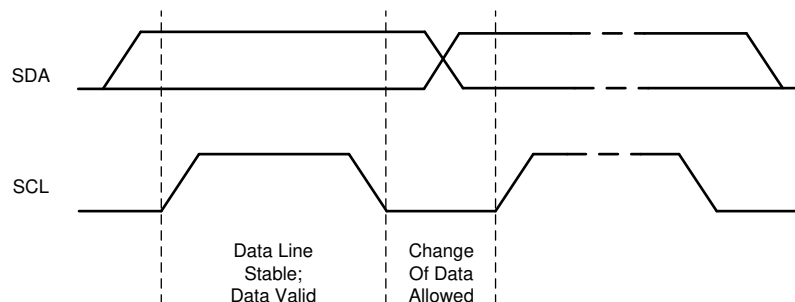 SDA
SCL
Data Line
Stable;
Data Valid
Change
Of Data
Allowed